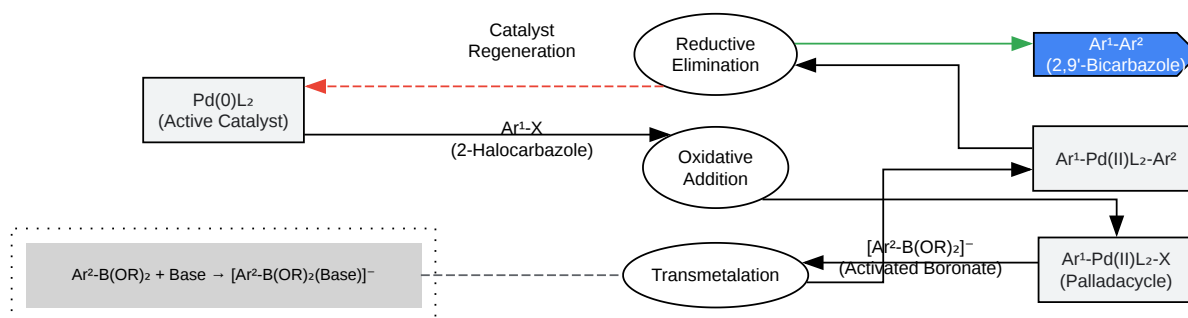 Catalyst
Regeneration
Reductive
Elimination
Ar¹-Ar²
(2,9'-Bicarbazole)
Pd(0)L₂
(Active Catalyst)
Ar¹-X
(2-Halocarbazole)
Oxidative
Addition
Ar¹-Pd(II)L₂-Ar²
Ar²-B(OR)₂ + Base → [Ar²-B(OR)₂(Base)]⁻
Transmetalation
[Ar²-B(OR)₂]⁻
(Activated Boronate)
Ar¹-Pd(II)L₂-X
(Palladacycle)